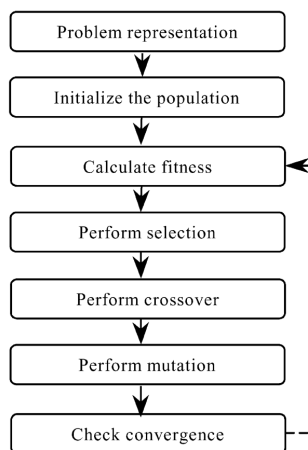 Problem representation
Initialize the population
Calculate fitness
Perform selection
Perform crossover
Perform mutation
Check convergence